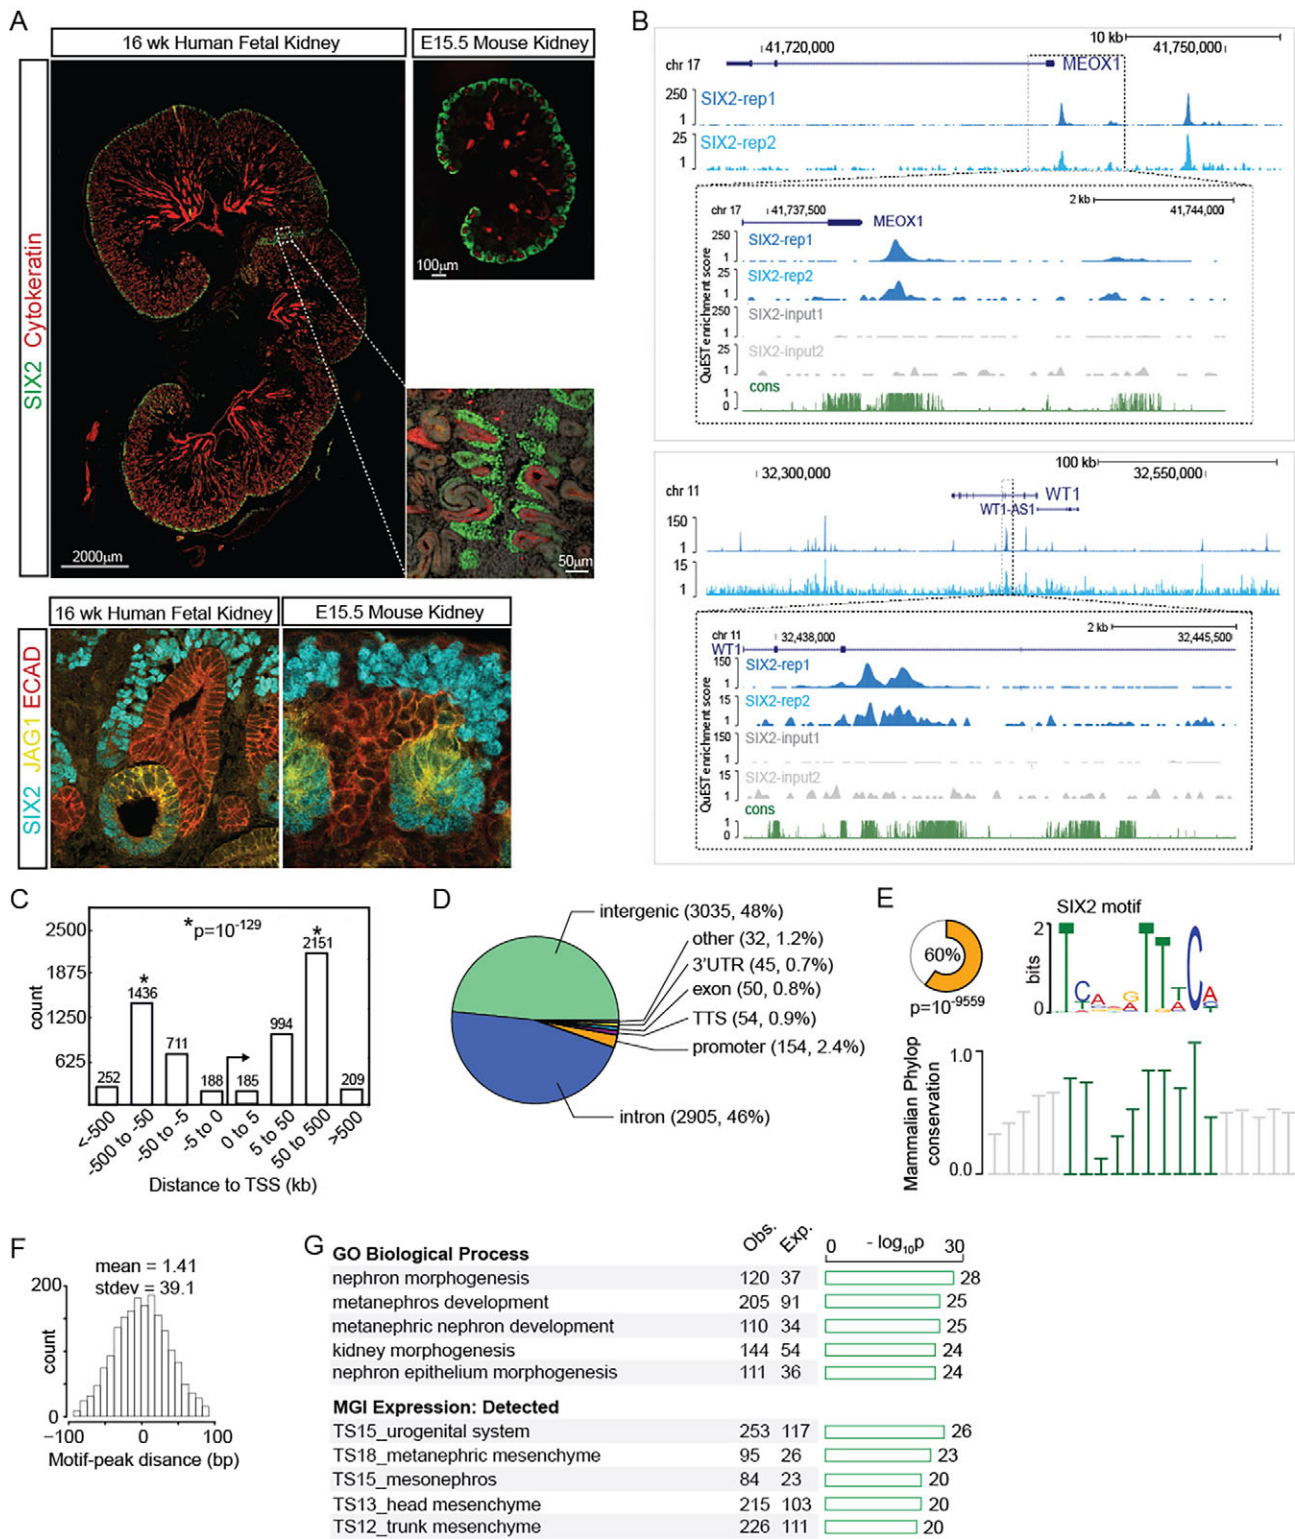 A
16 wk Human Fetal Kidney
E15.5 Mouse Kidney
SIX2 Cytokeratin
100µm
2000µm
50µm
16 wk Human Fetal Kidney
E15.5 Mouse Kidney
SIX2 JAG1 ECAD
B
10 kb
41,720,000
41,750,000
chr 17
MEOX1
250
SIX2-rep1
1
25
SIX2-rep2
1
2 kb
chr 17
41,737,500
41,744,000
MEOX1
QuEST enrichment score
250
SIX2-rep1
1
25
SIX2-rep2
1
SIX2-input1
250
1
SIX2-input2
25
1
cons
1
0
100 kb
32,300,000
32,550,000
chr 11
WT1
WT1-AS1
150
1
15
1
2 kb
chr 11
32,438,000
32,445,500
WT1
QuEST enrichment score
150
SIX2-rep1
1
SIX2-rep2
15
1
SIX2-input1
150
1
SIX2-input2
15
1
cons
1
0
C
*p=10-129
count
2500
1875
1250
625
252
*
1436
711
188
185
994
*
2151
209
<-500
-500 to -50
-50 to -5
-5 to 0
0 to 5
5 to 50
50 to 500
>500
Distance to TSS (kb)
D
intergenic (3035, 48%)
other (32, 1.2%)
3'UTR (45, 0.7%)
exon (50, 0.8%)
TTS (54, 0.9%)
promoter (154, 2.4%)
intron (2905, 46%)
E
60%
p=10-9559
SIX2 motif
bits
2
1
0
Mammalian Phylop conservation
1.0
0.0
F
mean = 1.41
stdev = 39.1
count
200
100
0
-100
0
100
Motif-peak disance (bp)
G
Obs.
Exp.
- log10p
0
30
GO Biological Process
nephron morphogenesis 120 37 28
metanephros development 205 91 25
metanephric nephron development 110 34 25
kidney morphogenesis 144 54 24
nephron epithelium morphogenesis 111 36 24
MGI Expression: Detected
TS15_urogenital system 253 117 26
TS18_metanephric mesenchyme 95 26 23
TS15_mesonephros 84 23 20
TS13_head mesenchyme 215 103 20
TS12_trunk mesenchyme 226 111 20